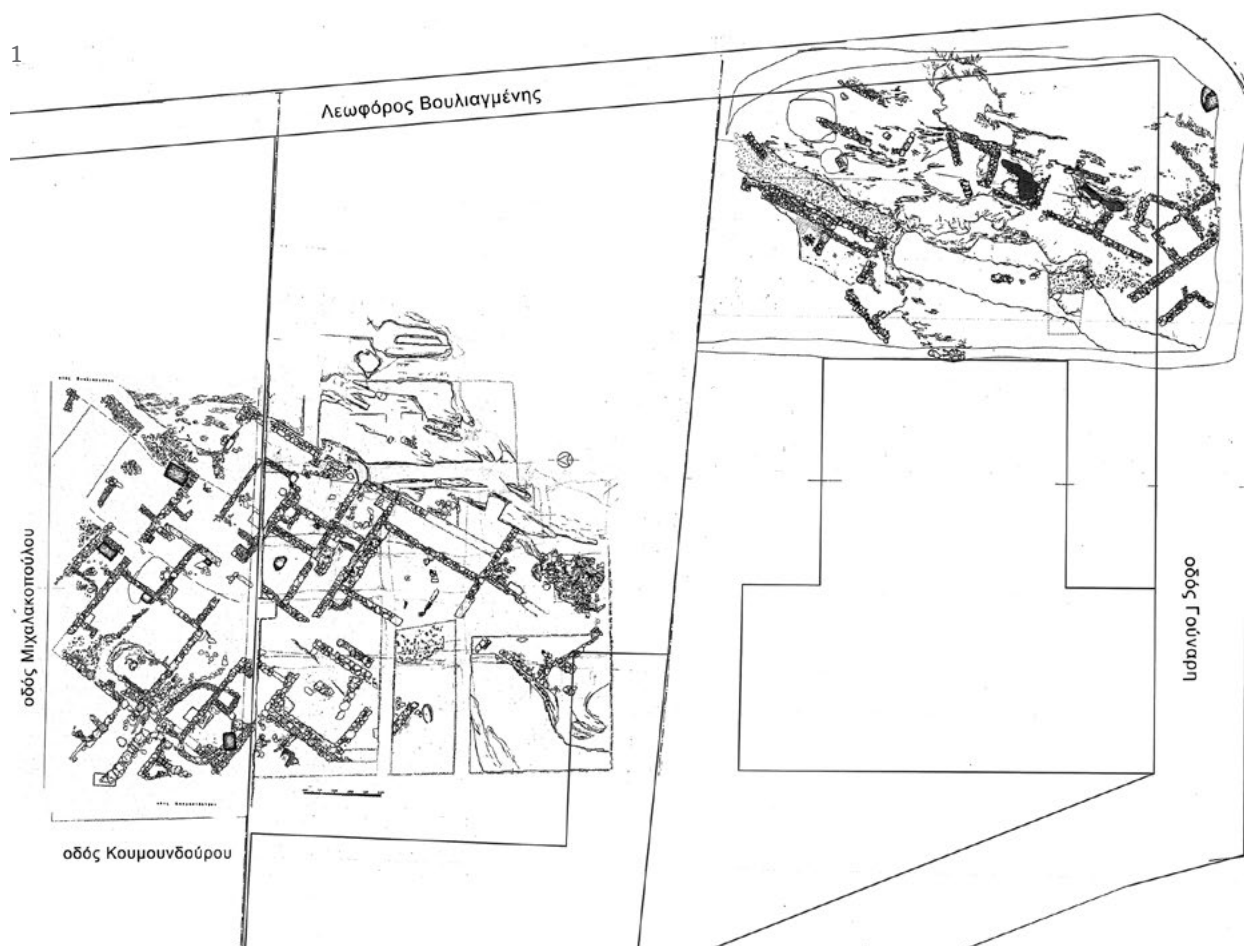 1
Λεωφόρος Βουλιαγμένης
οδός Μιχαλακοπούλου
οδός Γούναρη
οδός Κουμουνδούρου